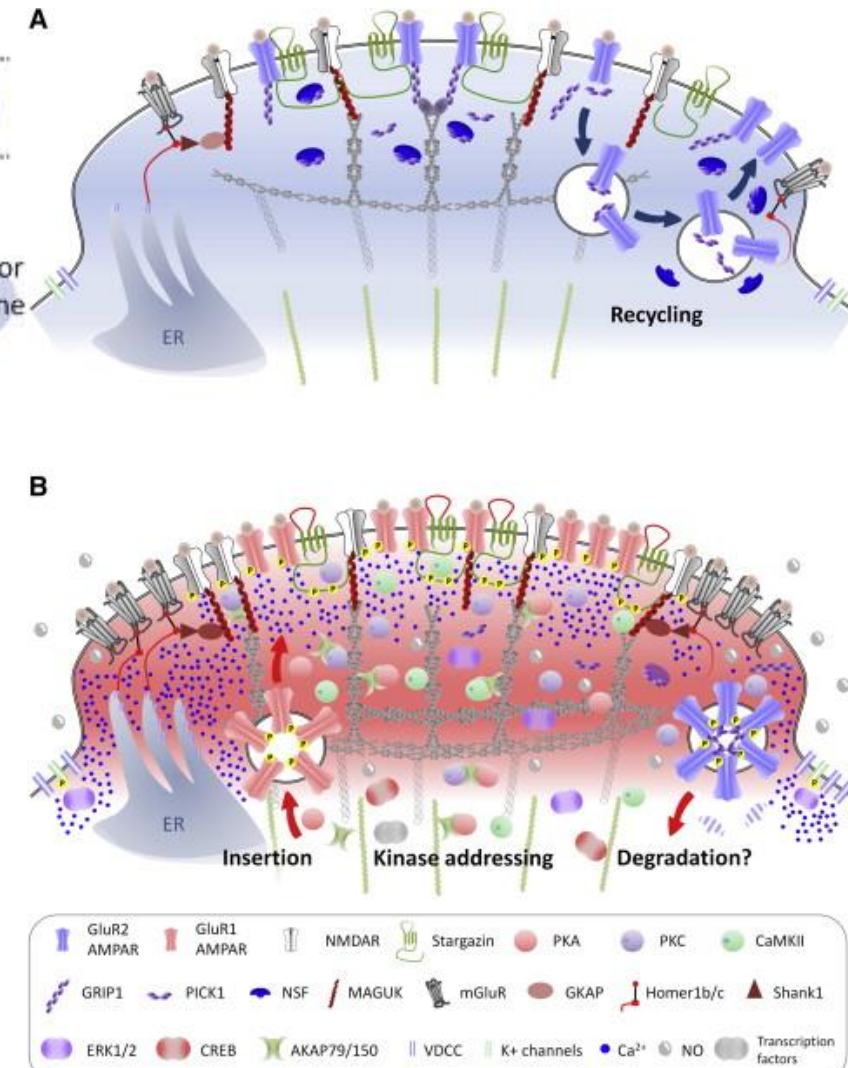 A
or
ne
ER
Recycling
B
P
ER
Insertion
Kinase addressing
Degradation?
GluR2
AMPAR
GluR1
AMPAR
NMDAR
Stargazin
PKA
PKC
CaMKII
GRIP1
PICK1
NSF
MAGUK
mGluR
GKAP
Homer1b/c
Shank1
ERK1/2
CREB
AKAP79/150
VDCC
K+ channels
Ca²⁺
NO
Transcription
factors